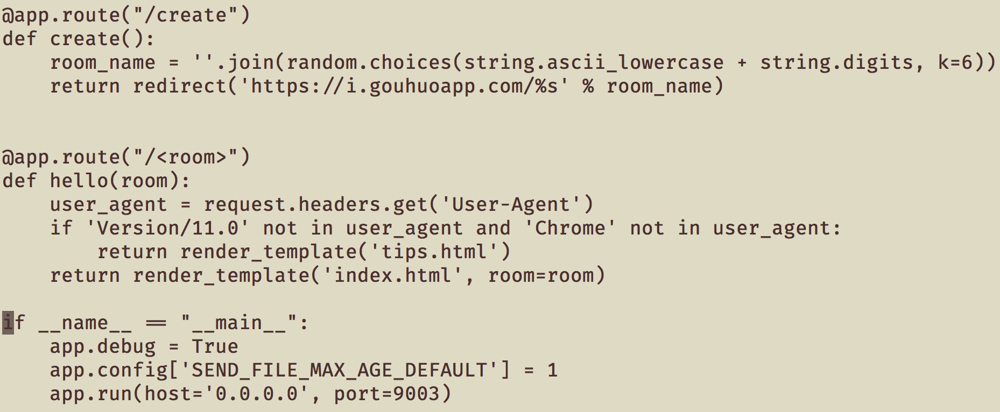 @app.route("/create")
def create():
    room_name = ''.join(random.choices(string.ascii_lowercase + string.digits, k=6))
    return redirect('https://i.gouhuoapp.com/%s' % room_name)
@app.route("/<room>")
def hello(room):
    user_agent = request.headers.get('User-Agent')
    if 'Version/11.0' not in user_agent and 'Chrome' not in user_agent:
        return render_template('tips.html')
    return render_template('index.html', room=room)
if __name__ == "__main__":
    app.debug = True
    app.config['SEND_FILE_MAX_AGE_DEFAULT'] = 1
    app.run(host='0.0.0.0', port=9003)